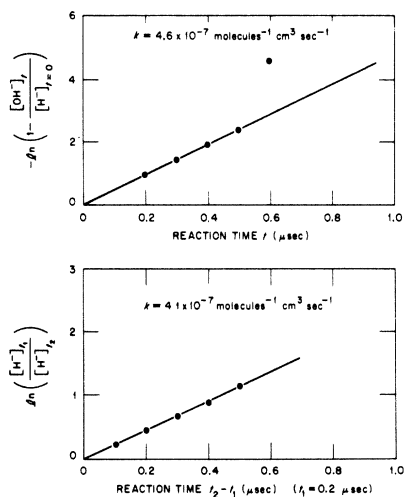 k = 4.6 x 10⁻⁷ molecules⁻¹ cm³ sec⁻¹
-ℓn (1- [OH⁻]t / [H⁻]t=0)
6
4
2
0
0 0.2 0.4 0.6 0.8 1.0
REACTION TIME t (μsec)
k = 4.1 x 10⁻⁷ molecules⁻¹ cm³ sec⁻¹
ℓn ([H⁻]t₁ / [H⁻]t₂)
3
2
1
0
0 0.2 0.4 0.6 0.8 1.0
REACTION TIME t₂ - t₁ (μsec) (t₁ = 0.2 μsec)